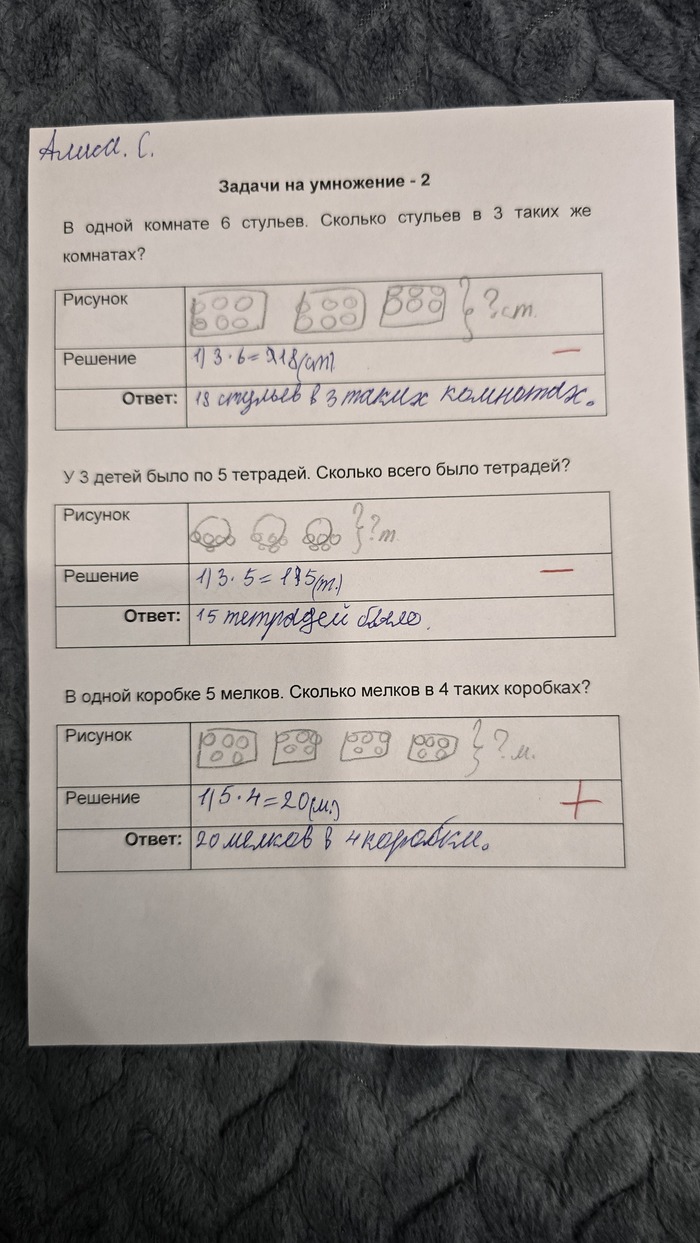 Алиса. С.
Задачи на умножение - 2
В одной комнате 6 стульев. Сколько стульев в 3 таких же
комнатах?
Рисунок
? ст.
Решение
1) 3 · 6 = 18 (ст)
—
Ответ:
18 стульев в 3 таких комнотах.
У 3 детей было по 5 тетрадей. Сколько всего было тетрадей?
Рисунок
? т.
Решение
1) 3 · 5 = 15 (т.)
—
Ответ:
15 тетрадей было.
В одной коробке 5 мелков. Сколько мелков в 4 таких коробках?
Рисунок
? м.
Решение
1) 5 · 4 = 20 (м.)
+
Ответ:
20 мелков в 4